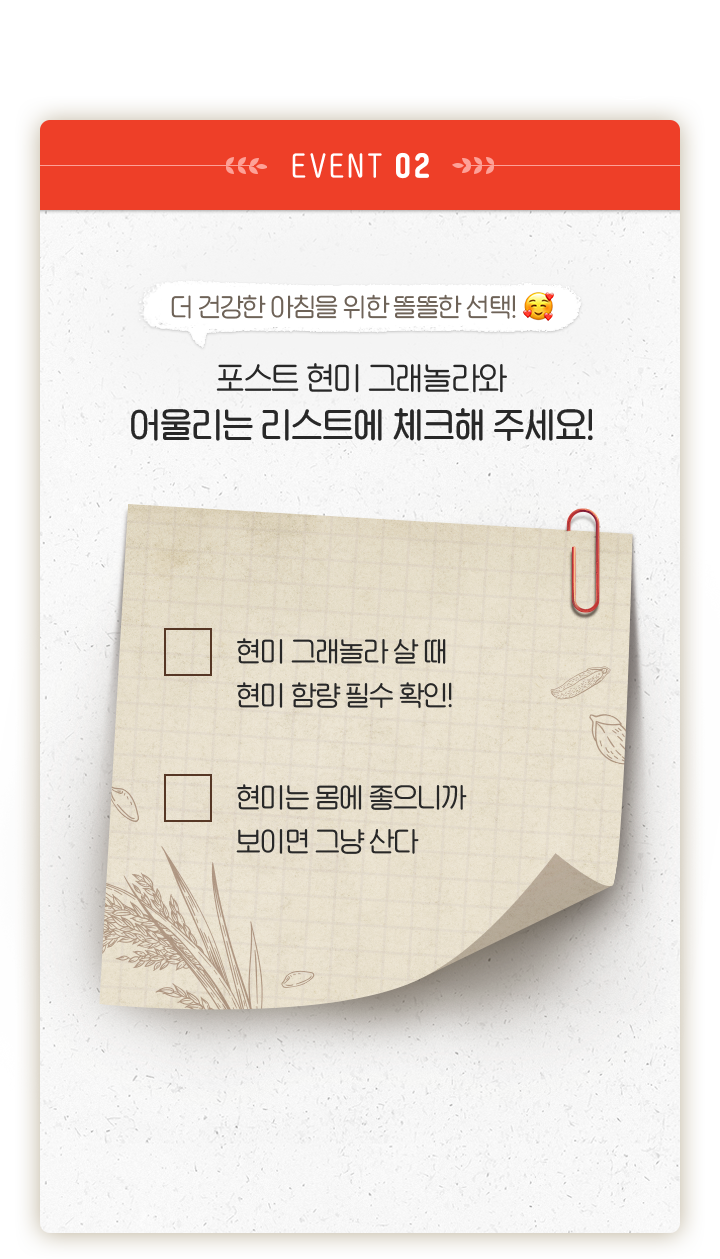 EVENT 02
더 건강한 아침을 위한 똘똘한 선택! 🥰
포스트 현미 그래놀라와
어울리는 리스트에 체크해 주세요!
현미 그래놀라 살 때
현미 함량 필수 확인!
현미는 몸에 좋으니까
보이면 그냥 산다